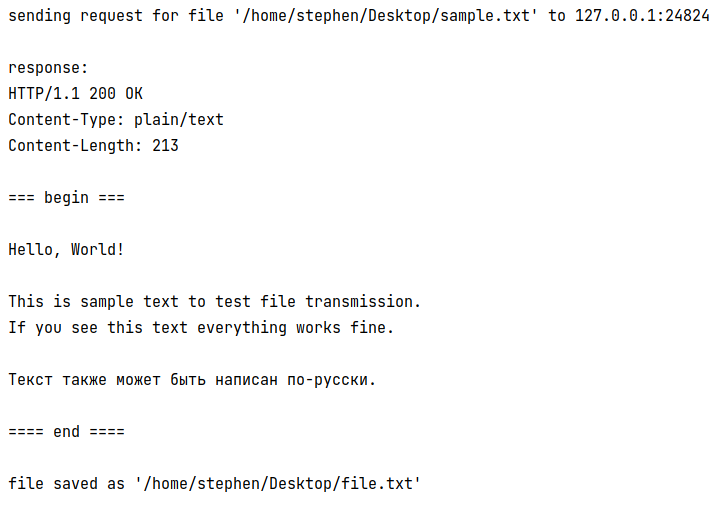 sending request for file '/home/stephen/Desktop/sample.txt' to 127.0.0.1:24824
response:
HTTP/1.1 200 OK
Content-Type: plain/text
Content-Length: 213
=== begin ===
Hello, World!
This is sample text to test file transmission.
If you see this text everything works fine.
Текст также может быть написан по-русски.
==== end ====
file saved as '/home/stephen/Desktop/file.txt'